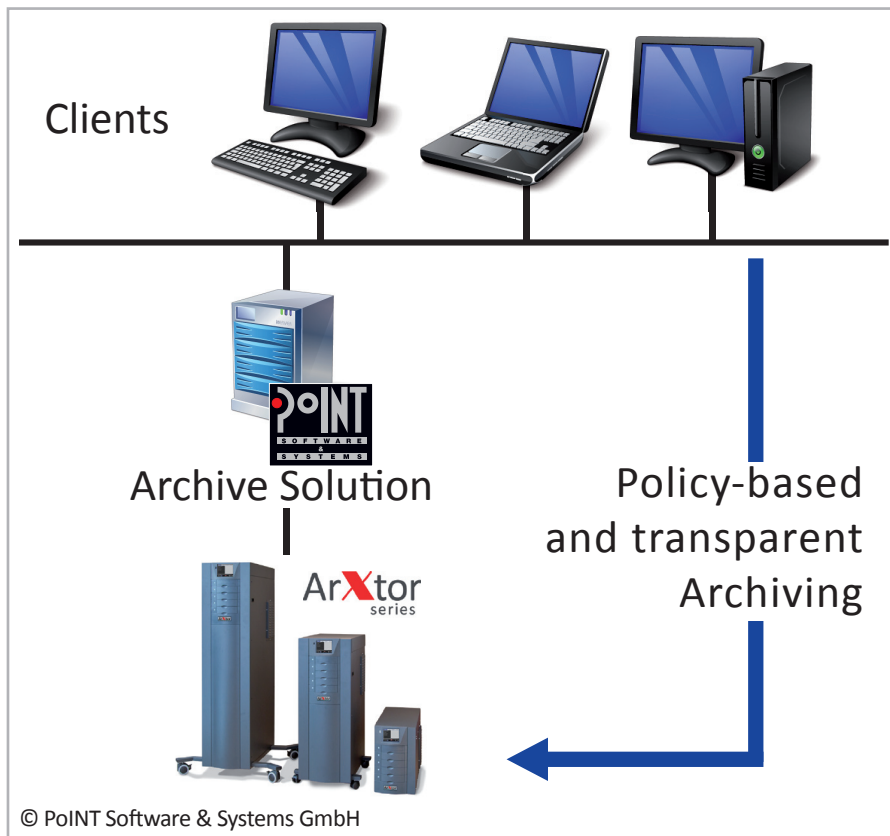 Clients
PoINT
SOFTWARE
&
SYSTEMS
Archive Solution
ArXtor
series
Policy-based
and transparent
Archiving
© PoINT Software & Systems GmbH